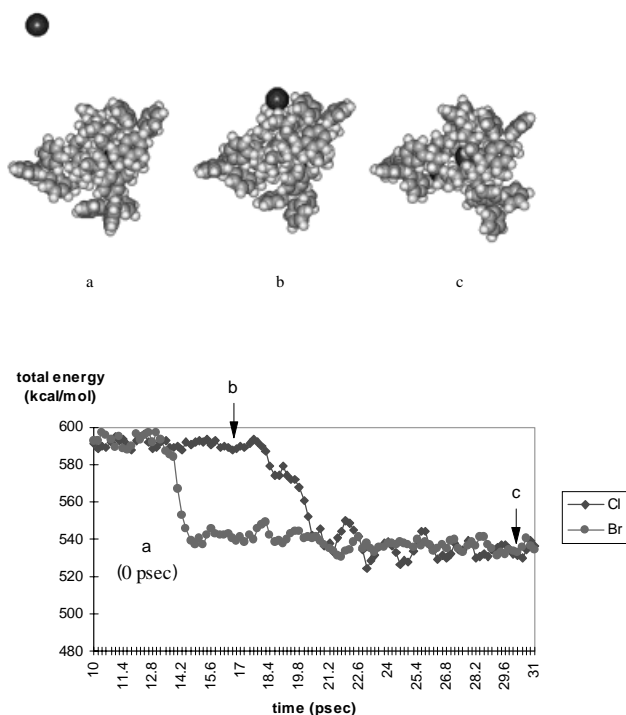 a b c
total energy
(kcal/mol)
b
600
580
560
540
520
500
480
a
(0 psec)
c
Cl
Br
10 11.4 12.8 14.2 15.6 17 18.4 19.8 21.2 22.6 24 25.4 26.8 28.2 29.6 31
time (psec)